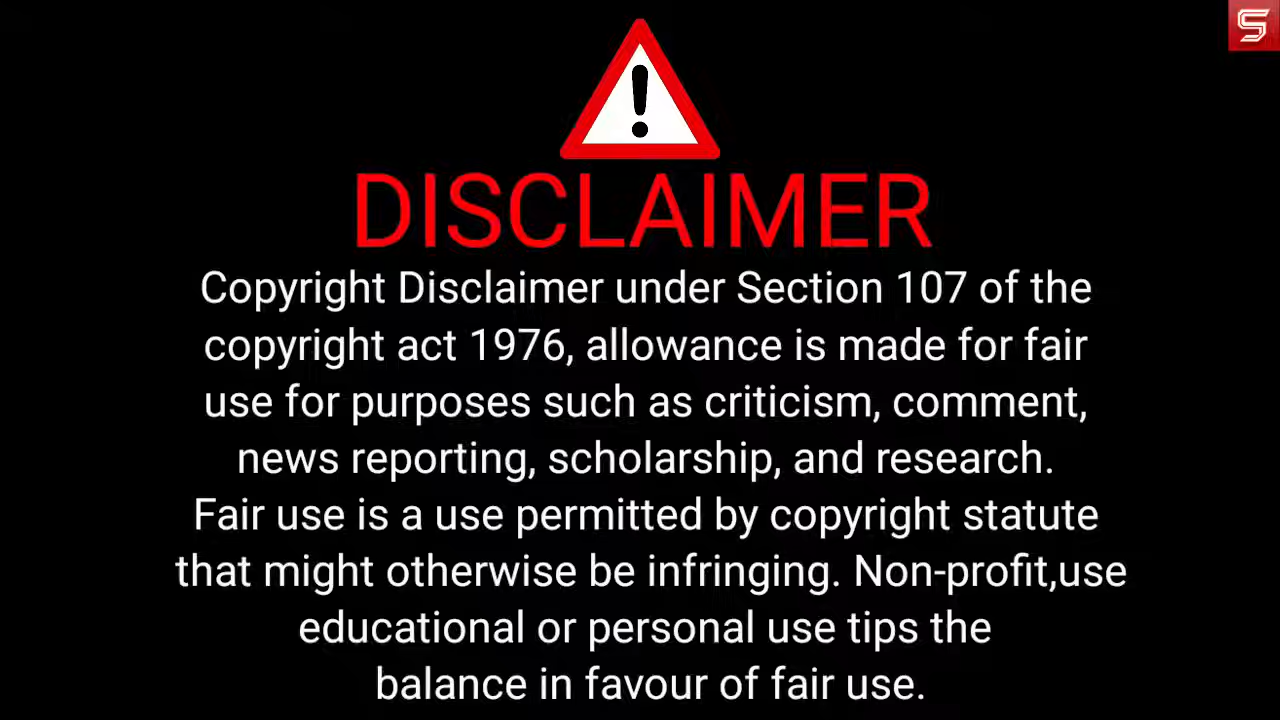 S
DISCLAIMER
Copyright Disclaimer under Section 107 of the
copyright act 1976, allowance is made for fair
use for purposes such as criticism, comment,
news reporting, scholarship, and research.
Fair use is a use permitted by copyright statute
that might otherwise be infringing. Non-profit,use
educational or personal use tips the
balance in favour of fair use.